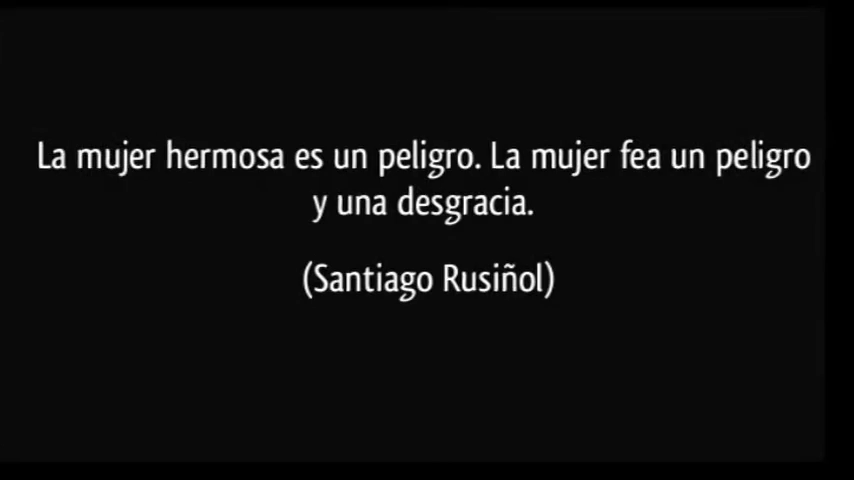 La mujer hermosa es un peligro. La mujer fea un peligro
y una desgracia.
(Santiago Rusiñol)